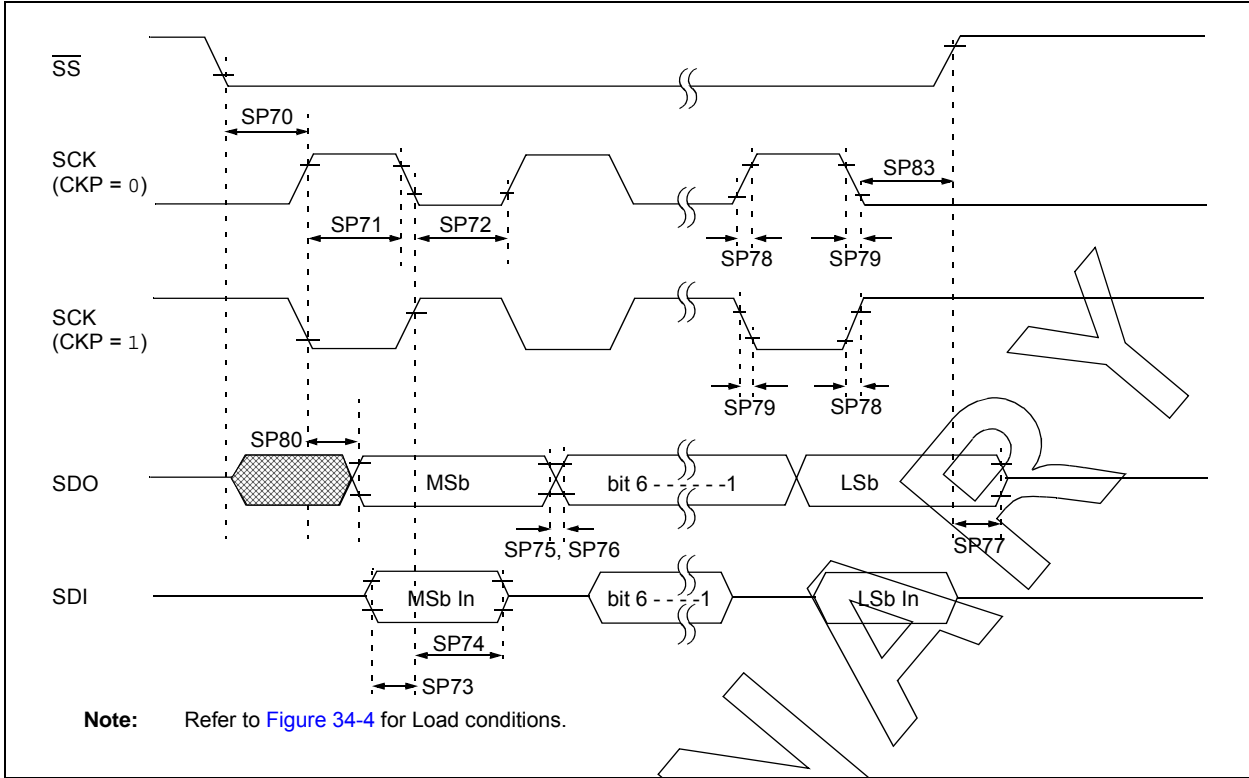 SS
SP70
SCK
(CKP = 0)
SP83
SP71
SP72
SP78
SP79
SCK
(CKP = 1)
SP79
SP78
SP80
SDO
MSb
bit 6 - - - - - -1
LSb
SP75, SP76
SP77
SDI
MSb In
bit 6 - - - -1
LSb In
SP74
SP73
Note: Refer to Figure 34-4 for Load conditions.